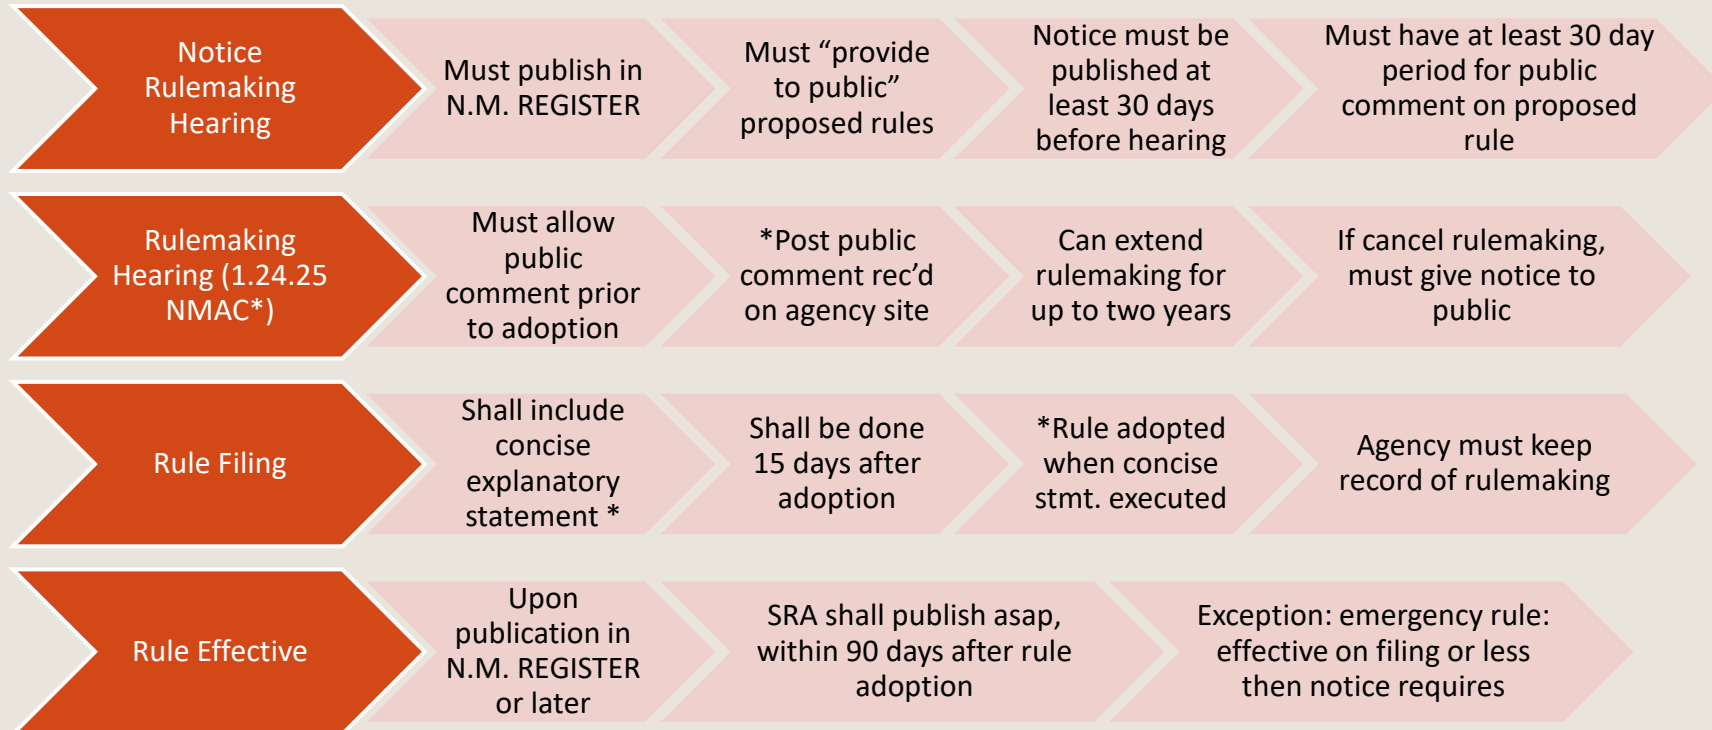 Notice
Rulemaking
Hearing
Must publish in
N.M. REGISTER
Must “provide
to public”
proposed rules
Notice must be
published at
least 30 days
before hearing
Must have at least 30 day
period for public
comment on proposed
rule
Rulemaking
Hearing (1.24.25
NMAC*)
Must allow
public
comment prior
to adoption
*Post public
comment rec’d
on agency site
Can extend
rulemaking for
up to two years
If cancel rulemaking,
must give notice to
public
Rule Filing
Shall include
concise
explanatory
statement *
Shall be done
15 days after
adoption
*Rule adopted
when concise
stmt. executed
Agency must keep
record of rulemaking
Rule Effective
Upon
publication in
N.M. REGISTER
or later
SRA shall publish asap,
within 90 days after rule
adoption
Exception: emergency rule:
effective on filing or less
then notice requires